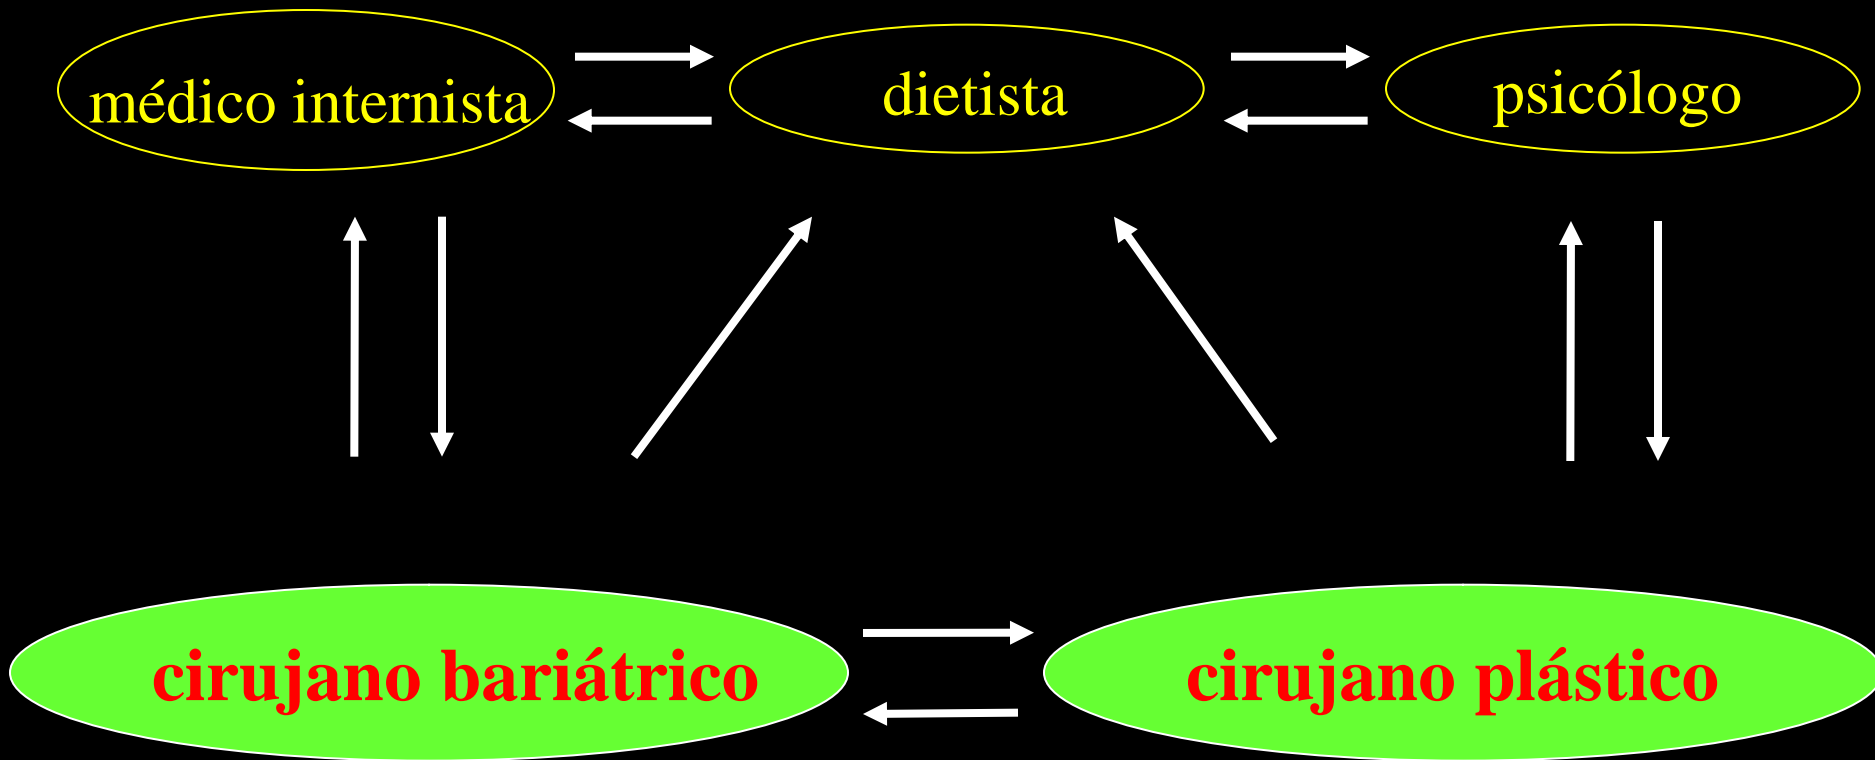 médico internista
dietista
psicólogo
cirujano bariátrico
cirujano plástico